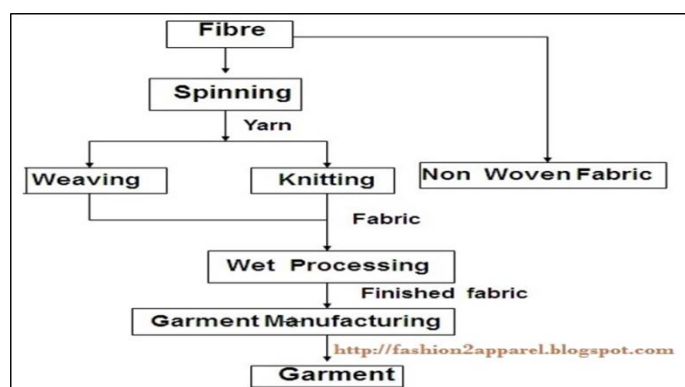 Fibre
Spinning
Yarn
Weaving
Knitting
Non Woven Fabric
Fabric
Wet Processing
Finished fabric
Garment Manufacturing
http://fashion2apparel.blogspot.com
Garment